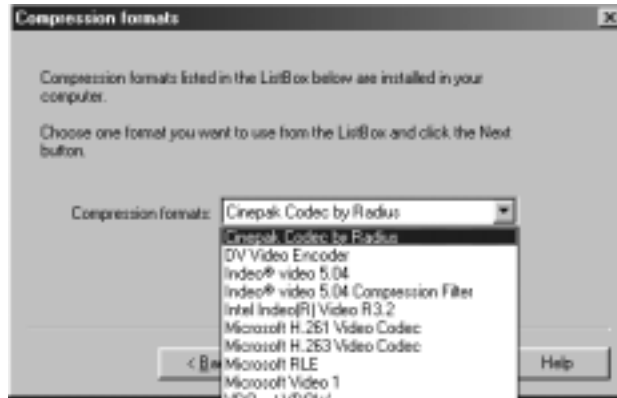 Compression formats
Compression formats listed in the ListBox below are installed in your
computer.
Choose one format you want to use from the ListBox and click the Next
button.
Compression formats: Cinepak Codec by Radius
Cinepak Codec by Radius
DV Video Encoder
Indeo® video 5.04
Indeo® video 5.04 Compression Filter
Intel Indeo(R) Video R3.2
Microsoft H.261 Video Codec
Microsoft H.263 Video Codec
Microsoft RLE
Microsoft Video 1
< Ba
Help